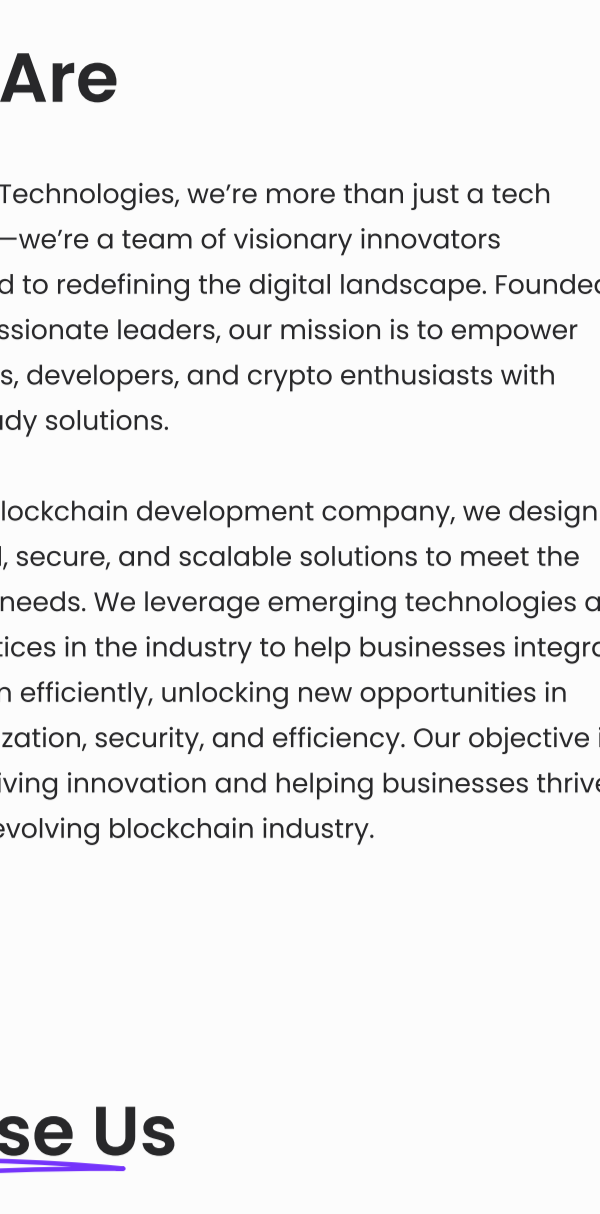 Are
Technologies, we’re more than just a tech
—we’re a team of visionary innovators
d to redefining the digital landscape. Founded
ssionate leaders, our mission is to empower
s, developers, and crypto enthusiasts with
ady solutions.
lockchain development company, we design
l, secure, and scalable solutions to meet the
needs. We leverage emerging technologies a
tices in the industry to help businesses integra
n efficiently, unlocking new opportunities in
zation, security, and efficiency. Our objective i
iving innovation and helping businesses thrive
evolving blockchain industry.
se Us